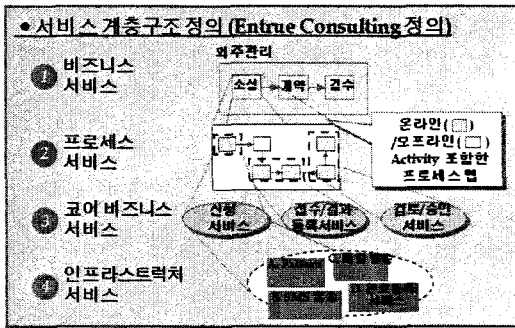 • 서비스 계층구조 정의 (Entrue Consulting 정의)
외주관리
1 비즈니스
서비스
소싱 계약 검수
온라인( )
/오프라인( )
Activity 포함한
프로세스 맵
2 프로세스
서비스
3 코어 비즈니스
서비스
신청
서비스
접수/결과
등록서비스
검토/승인
서비스
4 인프라스트럭처
서비스
서비스